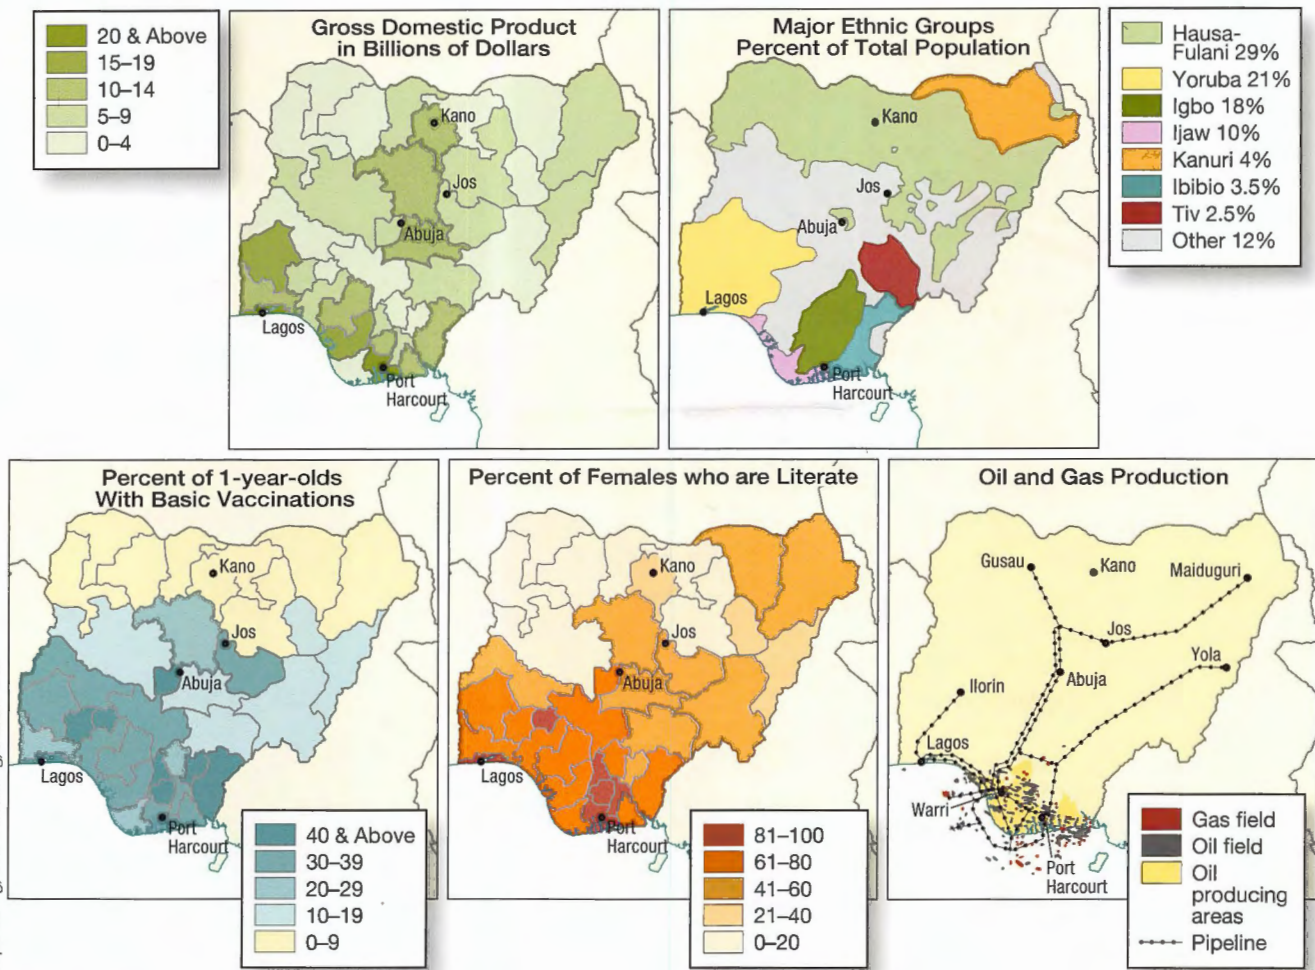 20 & Above
15–19
10–14
5–9
0–4
Gross Domestic Product
in Billions of Dollars
Kano
Jos
Abuja
Lagos
Port
Harcourt
Major Ethnic Groups
Percent of Total Population
Kano
Jos
Abuja
Lagos
Port
Harcourt
Hausa-
Fulani 29%
Yoruba 21%
Igbo 18%
Ijaw 10%
Kanuri 4%
Ibibio 3.5%
Tiv 2.5%
Other 12%
Percent of 1-year-olds
With Basic Vaccinations
Kano
Jos
Abuja
Lagos
Port
Harcourt
40 & Above
30–39
20–29
10–19
0–9
Percent of Females who are Literate
Kano
Jos
Abuja
Lagos
Port
Harcourt
81–100
61–80
41–60
21–40
0–20
Oil and Gas Production
Gusau
Kano
Maiduguri
Jos
Yola
Abuja
Ilorin
Lagos
Warri
Port
Harcourt
Gas field
Oil field
Oil
producing
areas
Pipeline